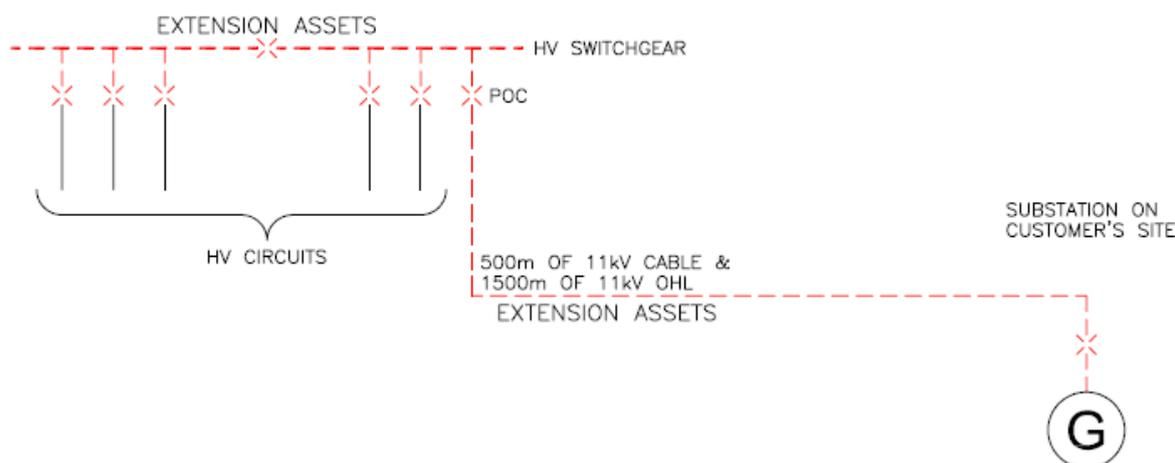 EXTENSION ASSETS
HV SWITCHGEAR
POC
SUBSTATION ON
CUSTOMER'S SITE
HV CIRCUITS
500m OF 11kV CABLE &
1500m OF 11kV OHL
EXTENSION ASSETS
G